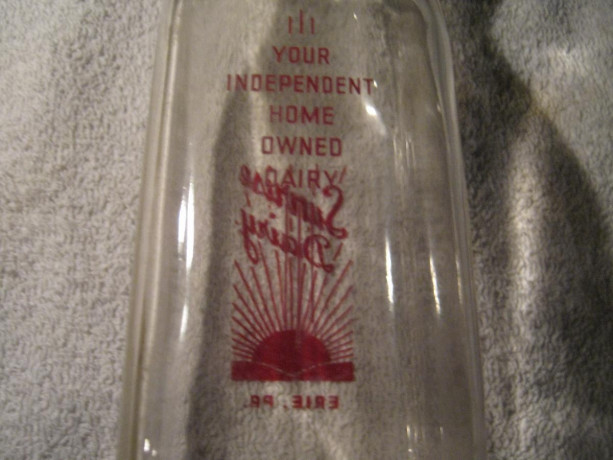 YOUR
INDEPENDENT
HOME
OWNED
DAIRY
Sunrise
Dairy
ERIE, PA.